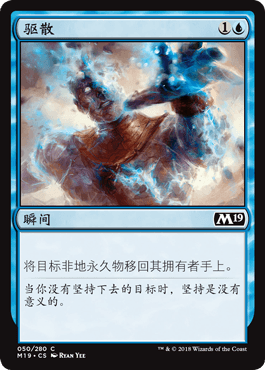 驱散 1
瞬间 M19
将目标非地永久物移回其拥有者手上。
当你没有坚持下去的目标时，坚持是没有
意义的。
050/280 C
M19 • CS RYAN YEE ™ & © 2018 Wizards of the Coast